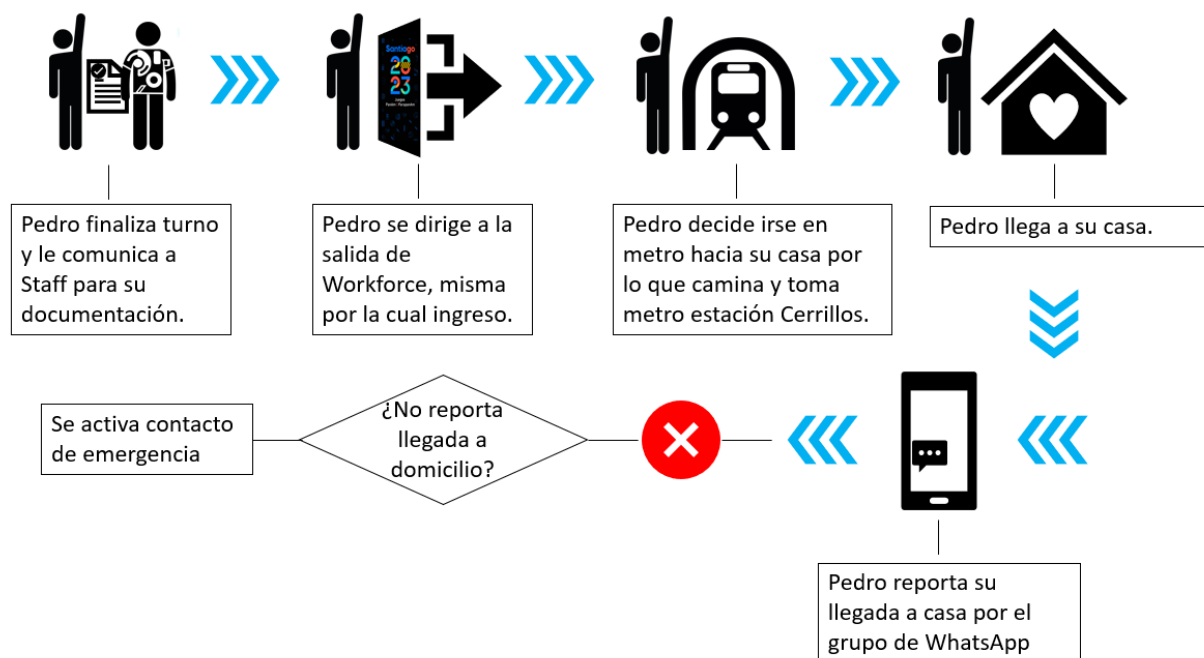 Santiago
20
23
Pedro finaliza turno
y le comunica a
Staff para su
documentación.
Pedro se dirige a la
salida de
Workforce, misma
por la cual ingreso.
Pedro decide irse en
metro hacia su casa por
lo que camina y toma
metro estación Cerrillos.
Pedro llega a su casa.
Se activa contacto
de emergencia
¿No reporta
llegada a
domicilio?
Pedro reporta su
llegada a casa por el
grupo de WhatsApp